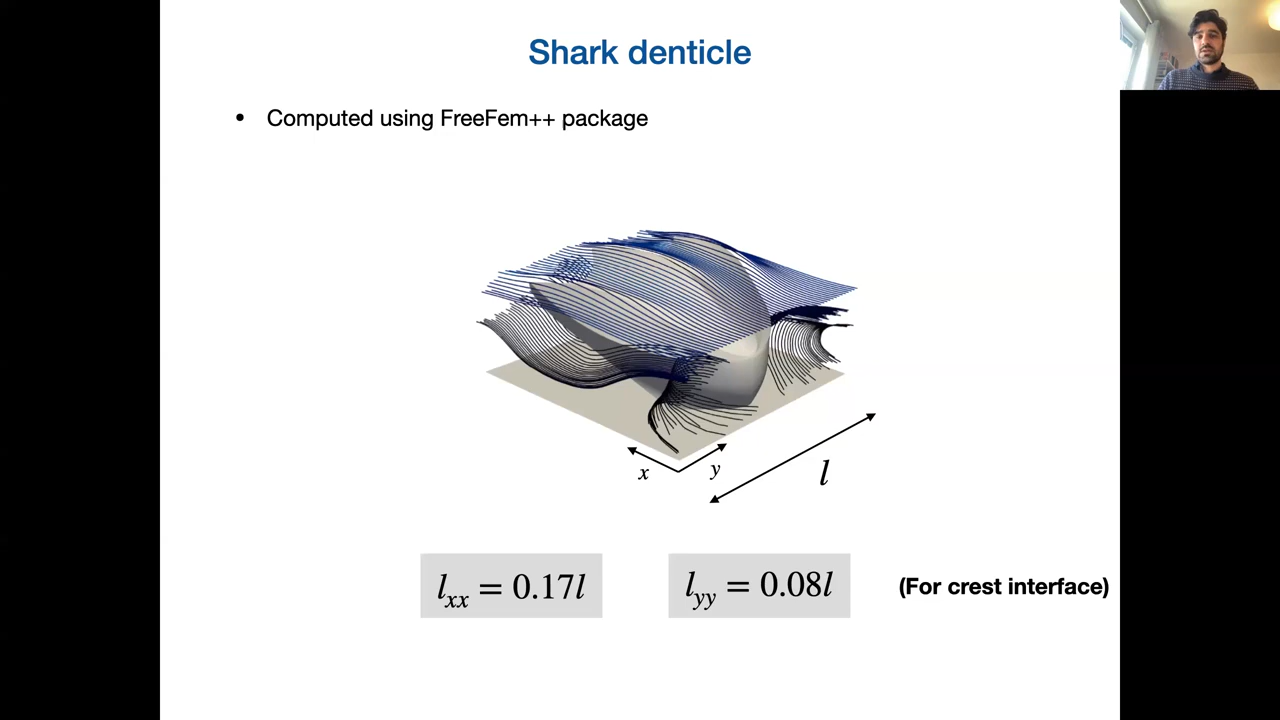 Shark denticle
• Computed using FreeFem++ package
x
y
l
l_xx = 0.17l
l_yy = 0.08l
(For crest interface)